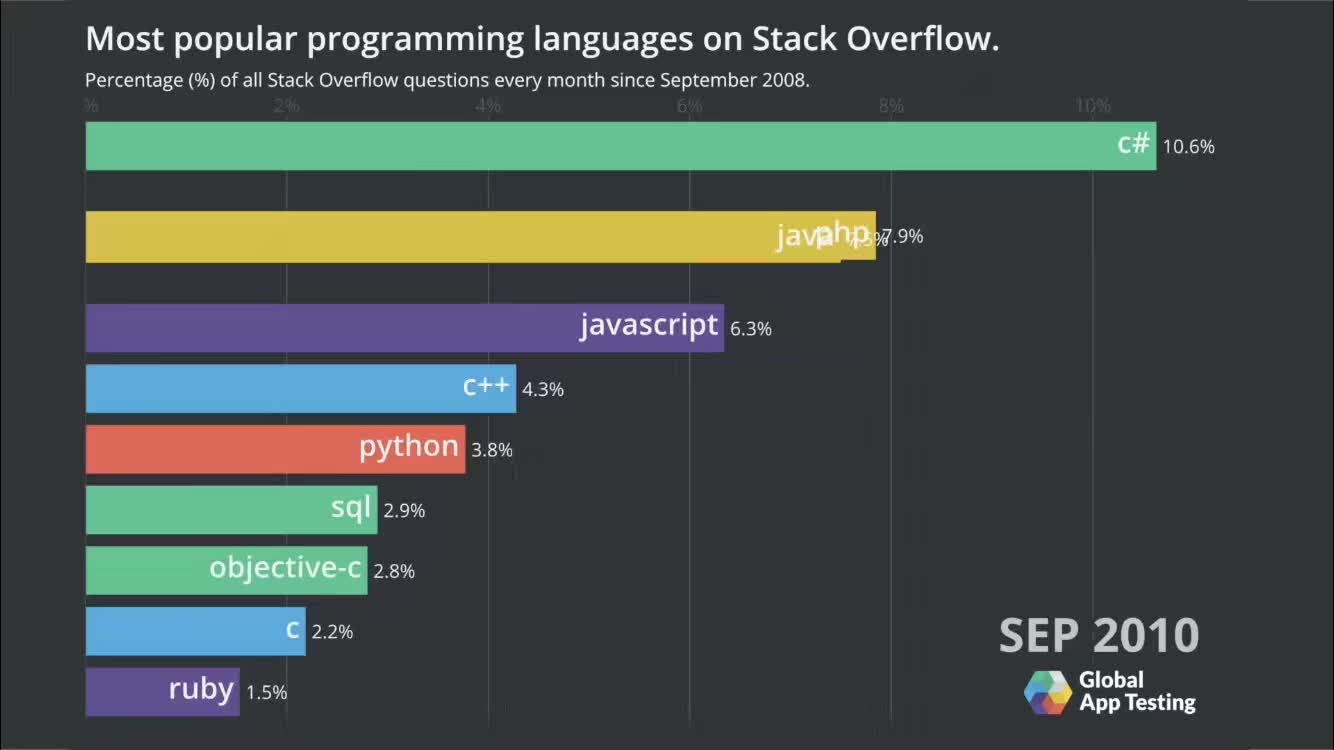 Most popular programming languages on Stack Overflow.
Percentage (%) of all Stack Overflow questions every month since September 2008.
% 2% 4% 6% 8% 10%
c# 10.6%
java 7.5%
php 7.9%
javascript 6.3%
c++ 4.3%
python 3.8%
sql 2.9%
objective-c 2.8%
c 2.2%
ruby 1.5%
SEP 2010
Global
App Testing